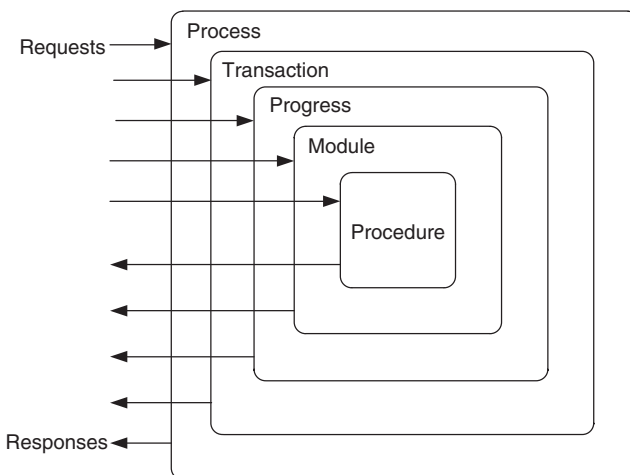 Requests
Process
Transaction
Progress
Module
Procedure
Responses